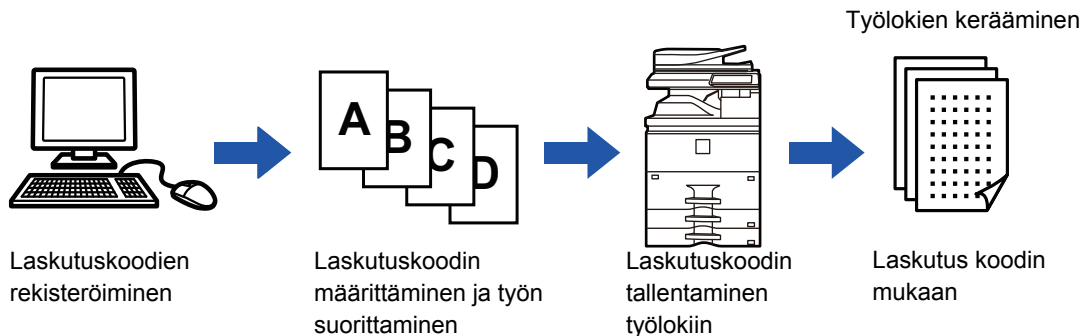 Työlokien kerääminen
A
B
C
D
Laskutuskoodien
rekisteröiminen
Laskutuskoodin
määrittäminen ja työn
suorittaminen
Laskutuskoodin
tallentaminen
työlokiin
Laskutus koodin
mukaan